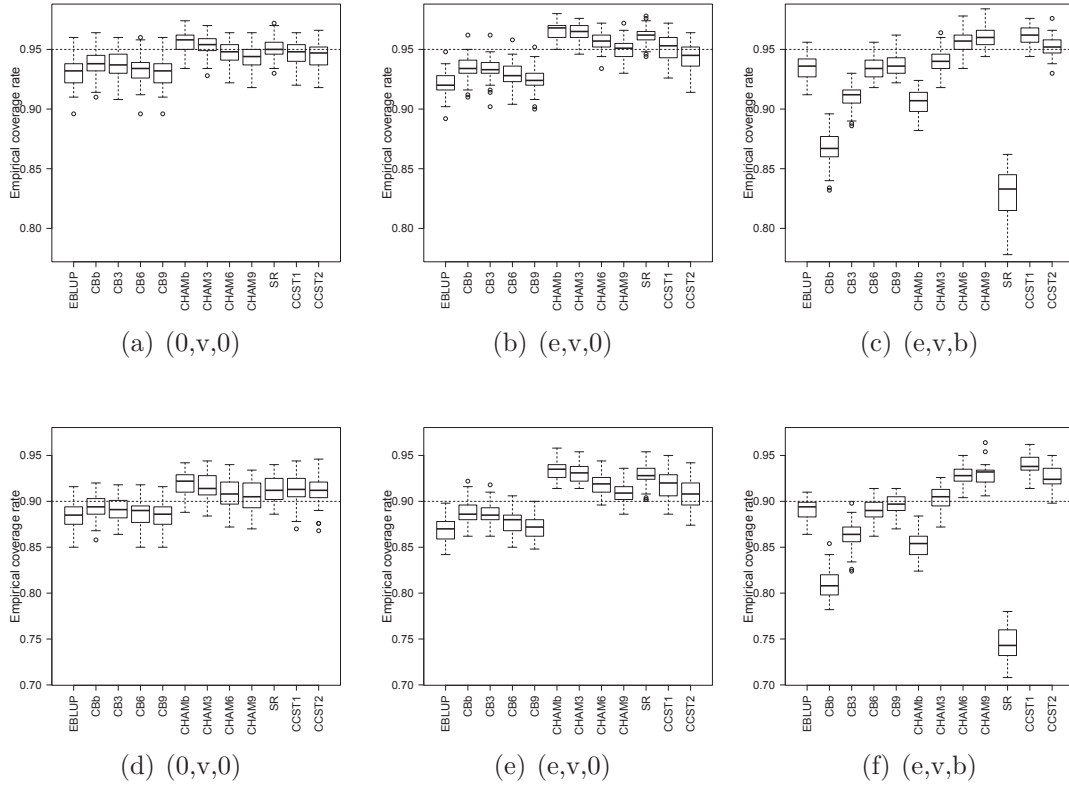 Empirical coverage rate
0.95
0.90
0.85
0.80
EBLUP CBb CB3 CB6 CB9 CHAMb CHAM3 CHAM6 CHAM9 SR CCST1 CCST2
(a) (0,v,0)
Empirical coverage rate
0.95
0.90
0.85
0.80
EBLUP CBb CB3 CB6 CB9 CHAMb CHAM3 CHAM6 CHAM9 SR CCST1 CCST2
(b) (e,v,0)
Empirical coverage rate
0.95
0.90
0.85
0.80
EBLUP CBb CB3 CB6 CB9 CHAMb CHAM3 CHAM6 CHAM9 SR CCST1 CCST2
(c) (e,v,b)
Empirical coverage rate
0.95
0.90
0.85
0.80
0.75
0.70
EBLUP CBb CB3 CB6 CB9 CHAMb CHAM3 CHAM6 CHAM9 SR CCST1 CCST2
(d) (0,v,0)
Empirical coverage rate
0.95
0.90
0.85
0.80
0.75
0.70
EBLUP CBb CB3 CB6 CB9 CHAMb CHAM3 CHAM6 CHAM9 SR CCST1 CCST2
(e) (e,v,0)
Empirical coverage rate
0.95
0.90
0.85
0.80
0.75
0.70
EBLUP CBb CB3 CB6 CB9 CHAMb CHAM3 CHAM6 CHAM9 SR CCST1 CCST2
(f) (e,v,b)